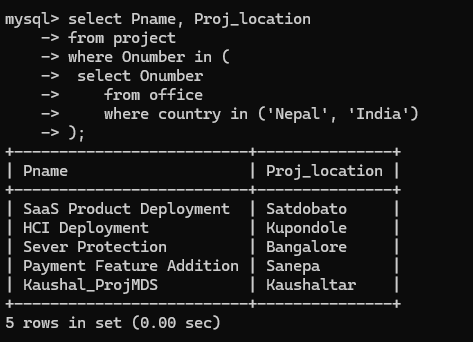 mysql> select Pname, Proj_location
    -> from project
    -> where Onumber in (
    ->  select Onumber
    ->     from office
    ->     where country in ('Nepal', 'India')
    -> );
+--------------------------+---------------+
| Pname                    | Proj_location |
+--------------------------+---------------+
| SaaS Product Deployment  | Satdobato     |
| HCI Deployment           | Kupondole     |
| Sever Protection         | Bangalore     |
| Payment Feature Addition | Sanepa        |
| Kaushal_ProjMDS          | Kaushaltar    |
+--------------------------+---------------+
5 rows in set (0.00 sec)